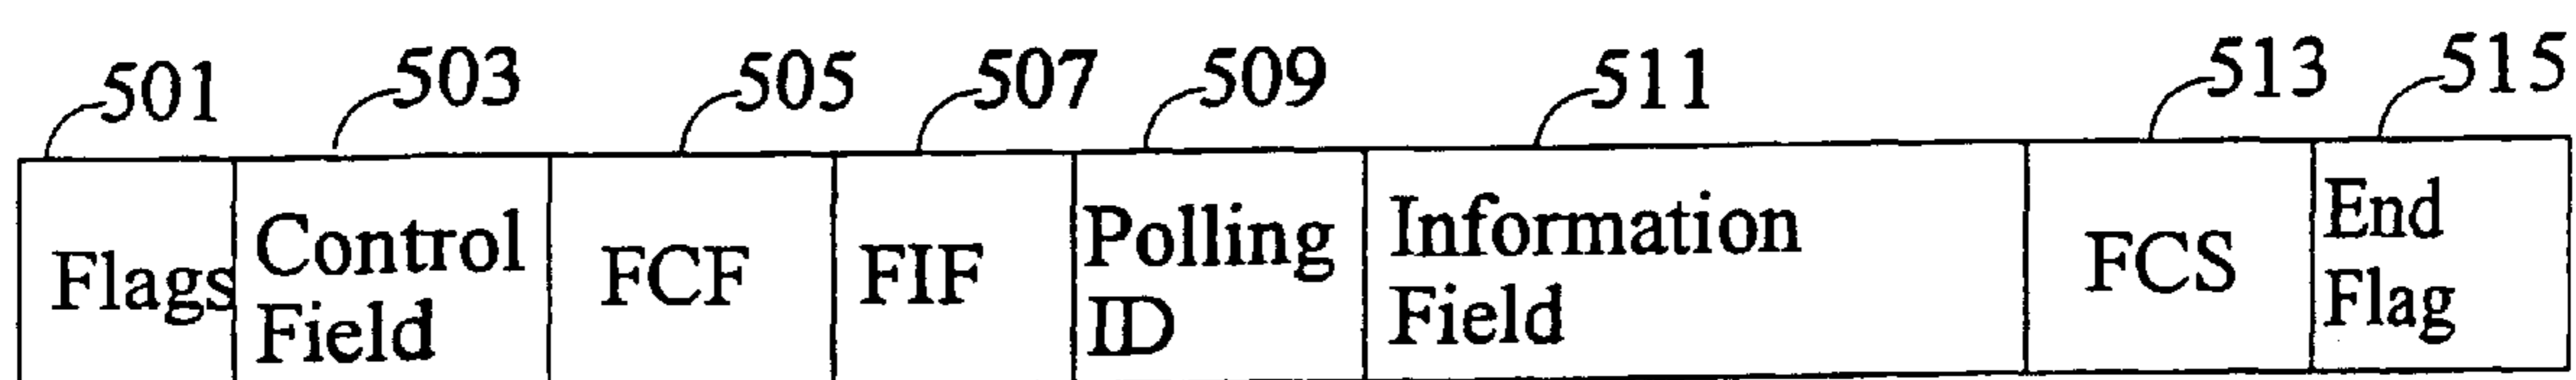 501 503 505 507 509 511 513 515
Flags
Control
Field
FCF
FIF
Polling
ID
Information
Field
FCS
End
Flag